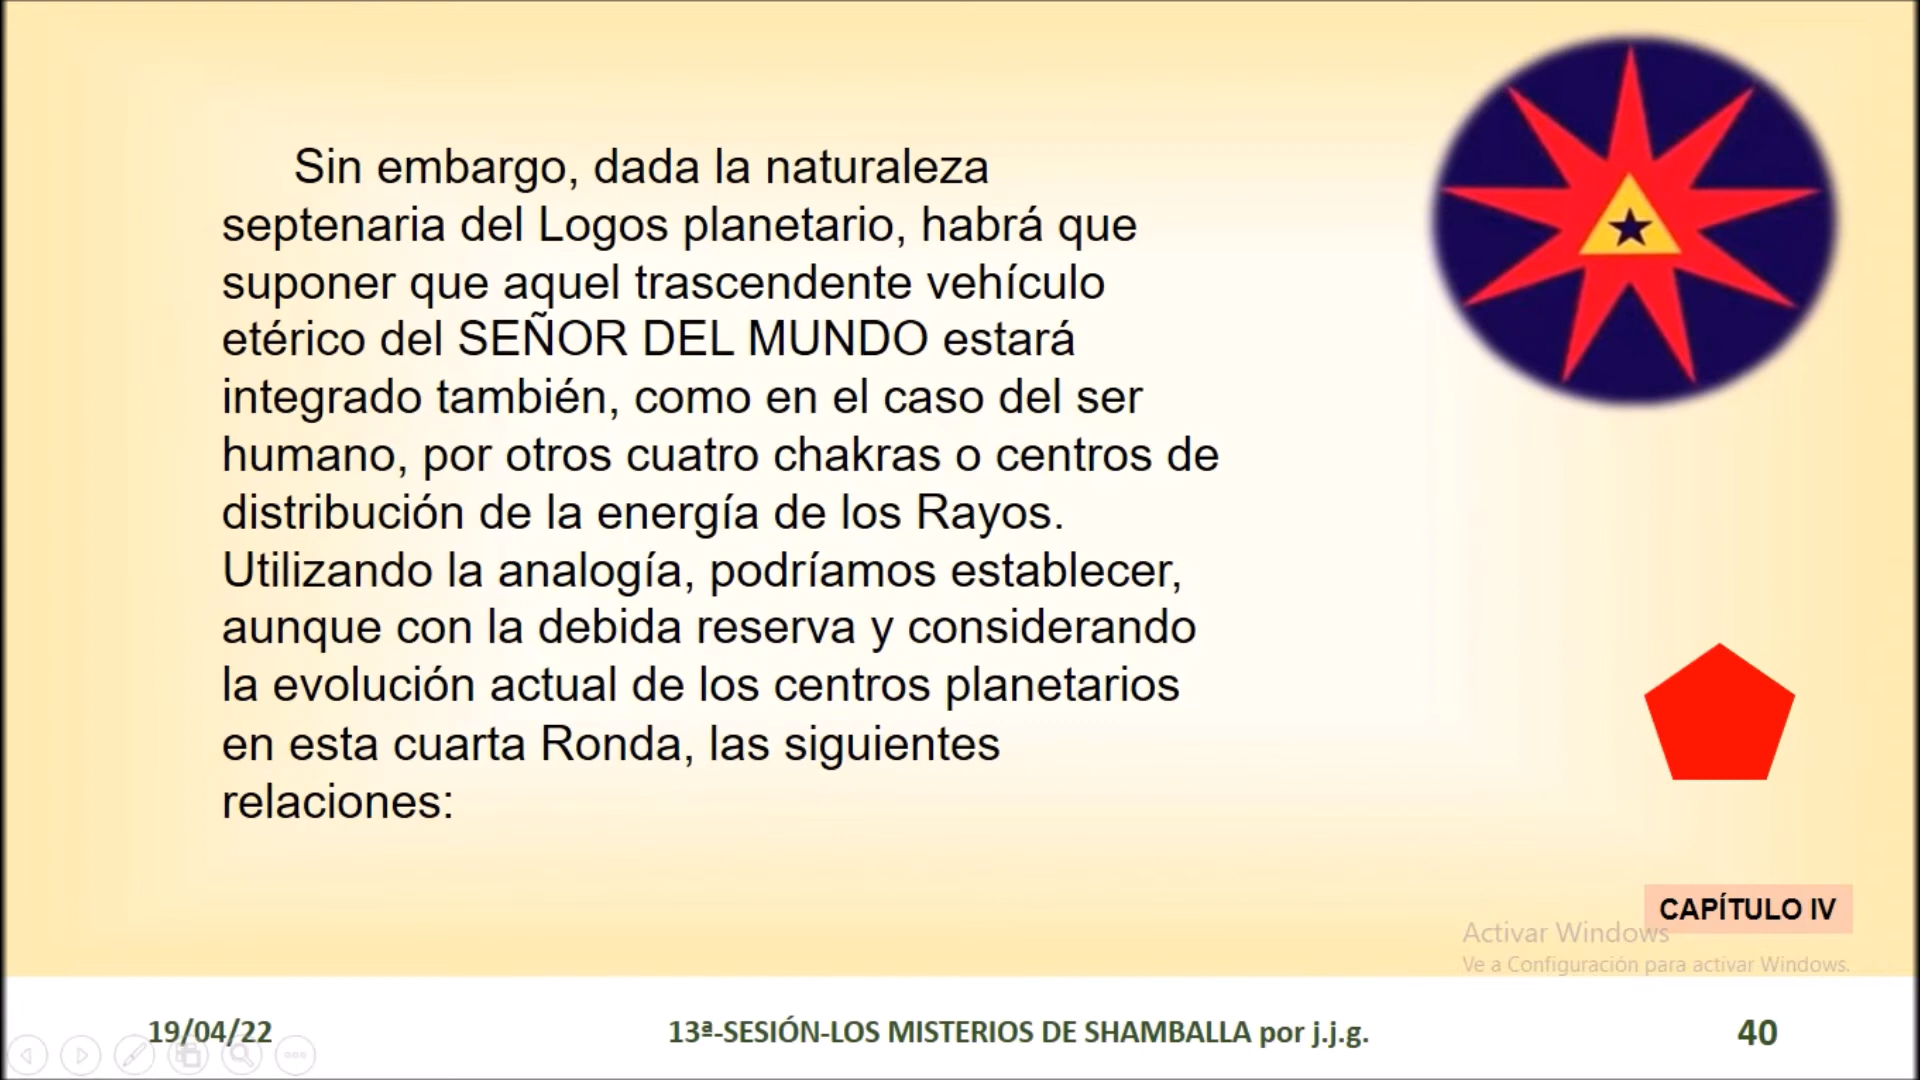 Sin embargo, dada la naturaleza
septenaria del Logos planetario, habrá que
suponer que aquel trascendente vehículo
etérico del SEÑOR DEL MUNDO estará
integrado también, como en el caso del ser
humano, por otros cuatro chakras o centros de
distribución de la energía de los Rayos.
Utilizando la analogía, podríamos establecer,
aunque con la debida reserva y considerando
la evolución actual de los centros planetarios
en esta cuarta Ronda, las siguientes
relaciones:
CAPÍTULO IV
Activar Windows
Ve a Configuración para activar Windows.
19/04/22
13ª-SESIÓN-LOS MISTERIOS DE SHAMBALLA por j.j.g.
40